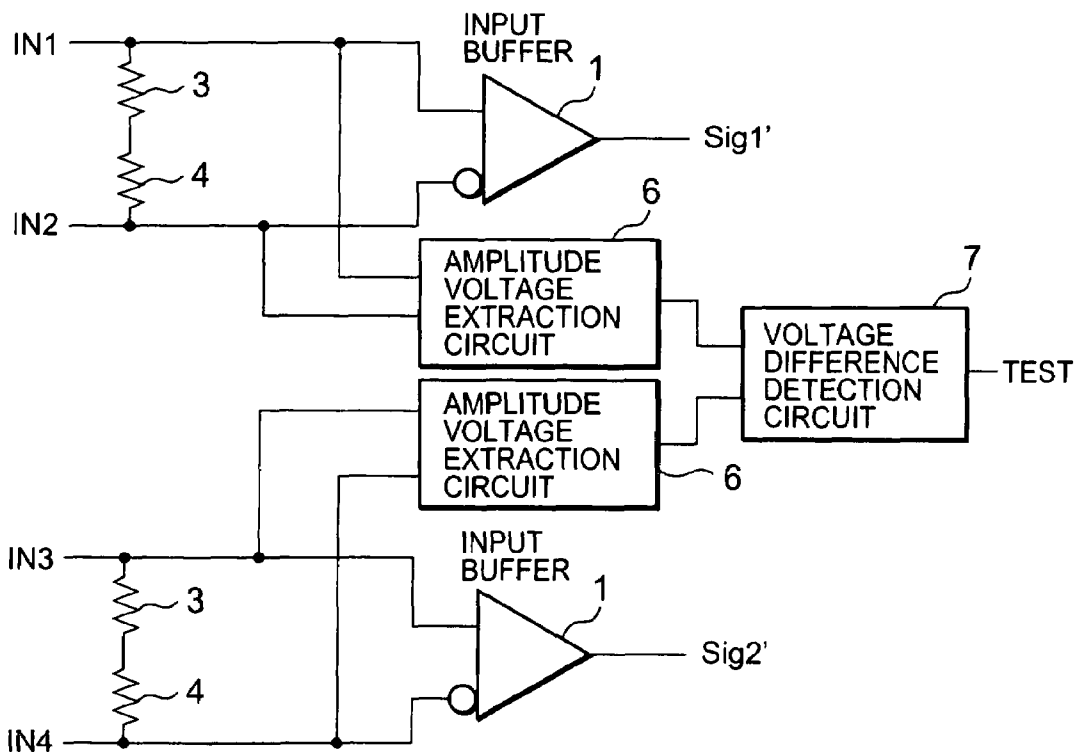 IN1
3
4
IN2
INPUT
BUFFER
1
Sig1'
6
AMPLITUDE
VOLTAGE
EXTRACTION
CIRCUIT
7
VOLTAGE
DIFFERENCE
DETECTION
CIRCUIT
TEST
AMPLITUDE
VOLTAGE
EXTRACTION
CIRCUIT
6
IN3
3
4
IN4
INPUT
BUFFER
1
Sig2'